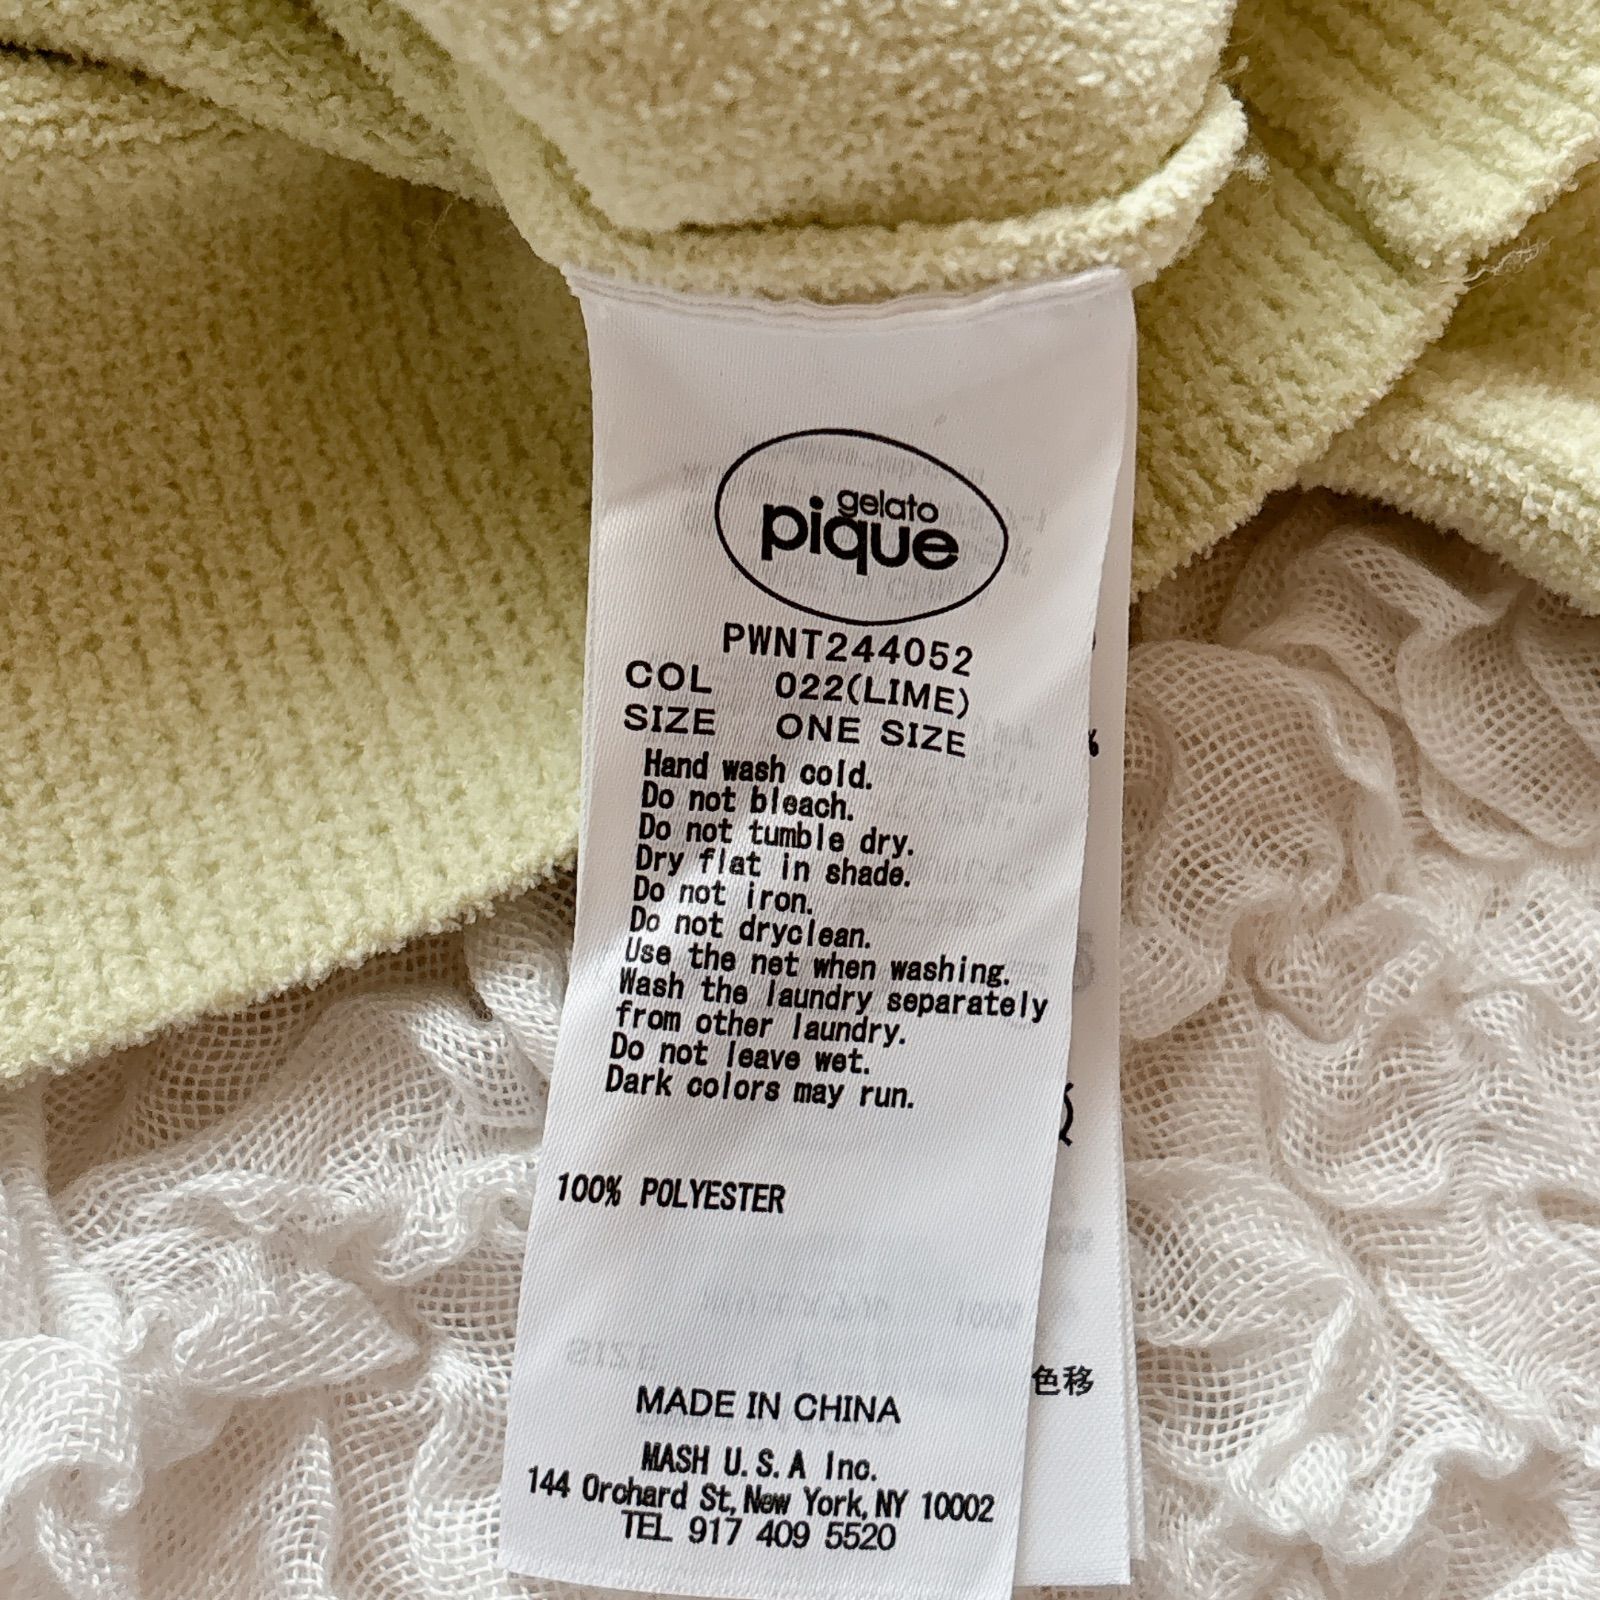 gelato
pique
PWNT244052
COL 022(LIME)
SIZE ONE SIZE
Hand wash cold.
Do not bleach.
Do not tumble dry.
Dry flat in shade.
Do not iron.
Do not dryclean.
Use the net when washing.
Wash the laundry separately
from other laundry.
Do not leave wet.
Dark colors may run.
100% POLYESTER
色移
MADE IN CHINA
MASH U.S.A Inc.
144 Orchard St, New York, NY 10002
TEL 917 409 5520